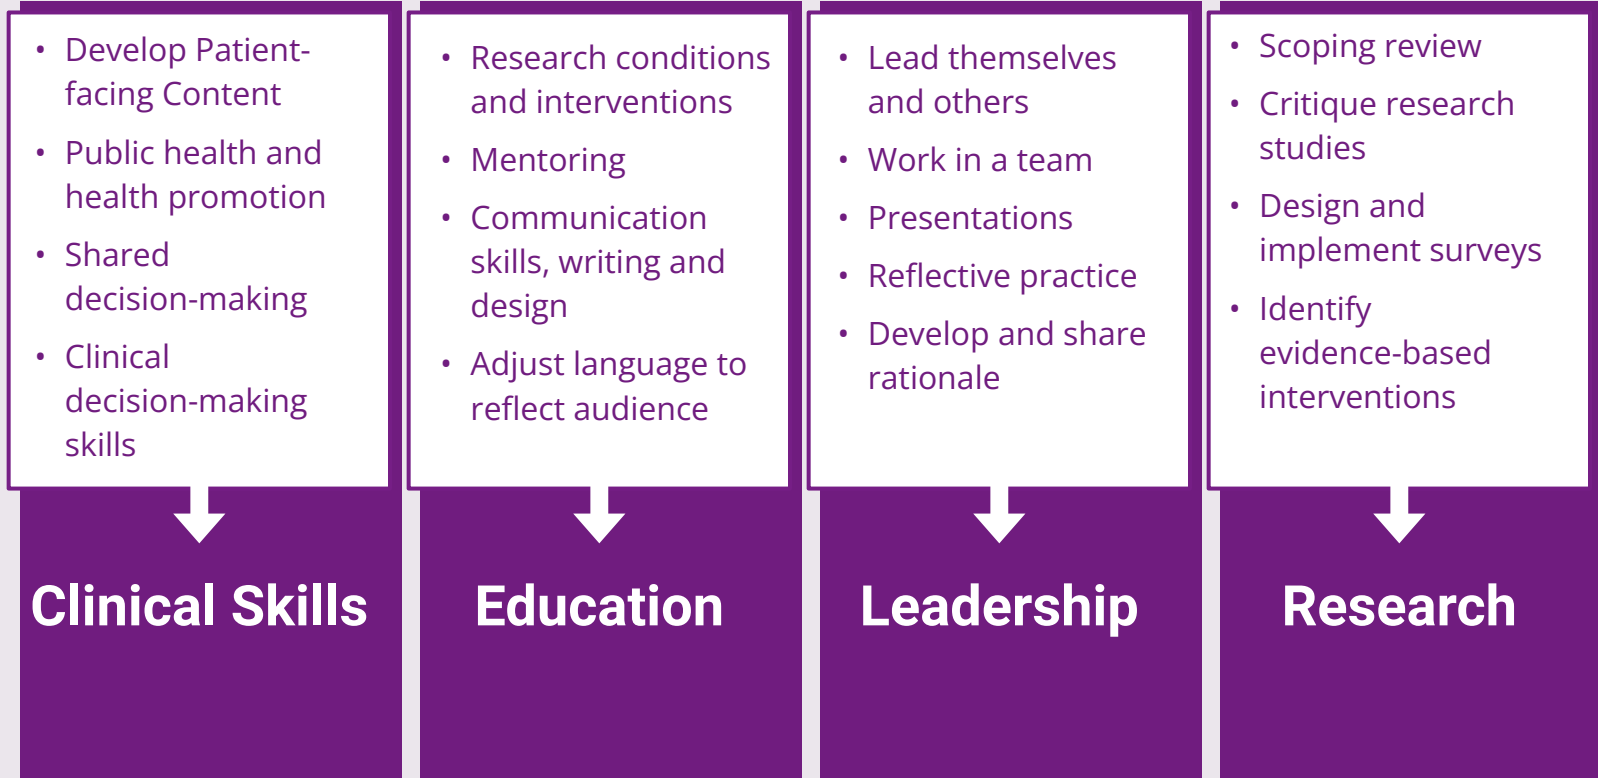 • Develop Patient-
facing Content
• Public health and
health promotion
• Shared
decision-making
• Clinical
decision-making
skills
Clinical Skills
• Research conditions
and interventions
• Mentoring
• Communication
skills, writing and
design
• Adjust language to
reflect audience
Education
• Lead themselves
and others
• Work in a team
• Presentations
• Reflective practice
• Develop and share
rationale
Leadership
• Scoping review
• Critique research
studies
• Design and
implement surveys
• Identify
evidence-based
interventions
Research